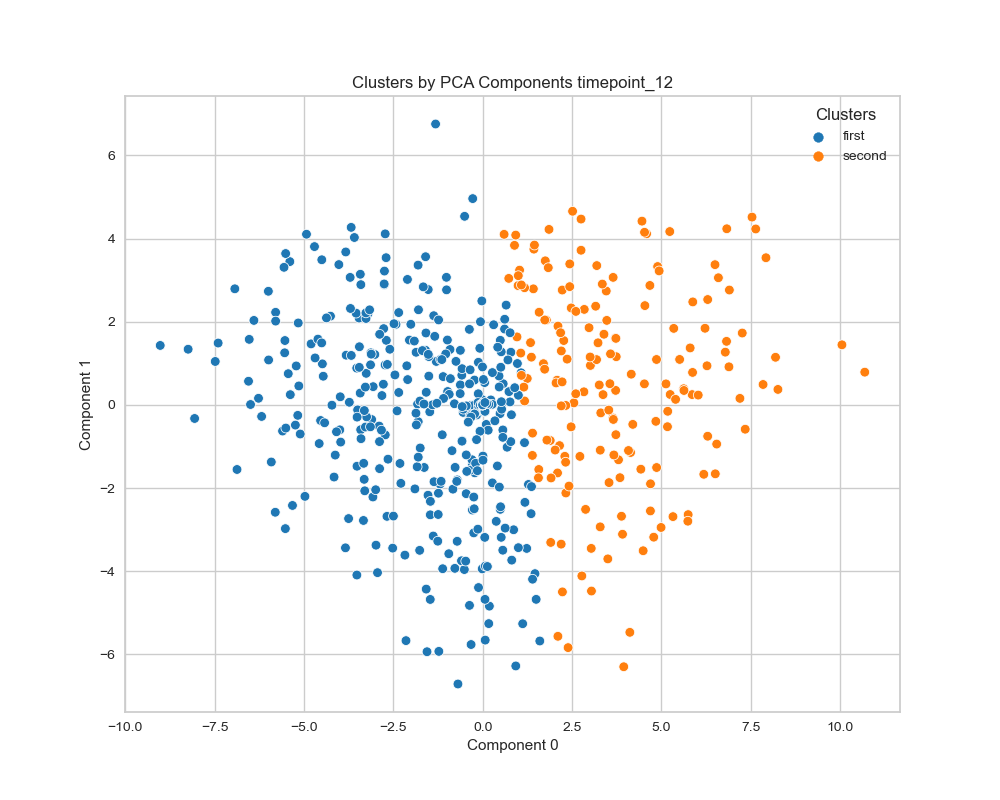 Clusters by PCA Components timepoint_12
Clusters
first
second
Component 1
6
4
2
0
−2
−4
−6
−10.0 −7.5 −5.0 −2.5 0.0 2.5 5.0 7.5 10.0
Component 0